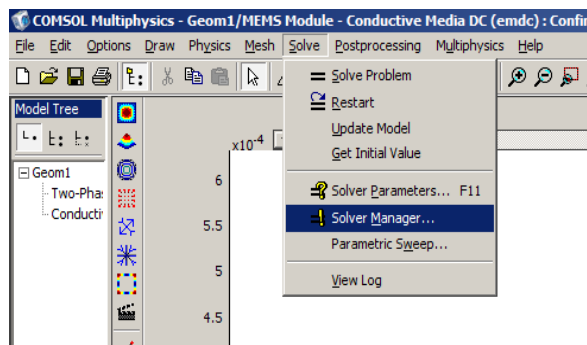 COMSOL Multiphysics - Geom1/MEMS Module - Conductive Media DC (emdc) :
File Edit Options Draw Physics Mesh Solve Postprocessing Multiphysics Help
Solve Problem
Restart
Update Model
Get Initial Value
Solver Parameters... F11
Solver Manager...
Parametric Sweep...
View Log
Model Tree
Geom1
Two-Phas
Conducti
x10-4
6
5.5
5
4.5